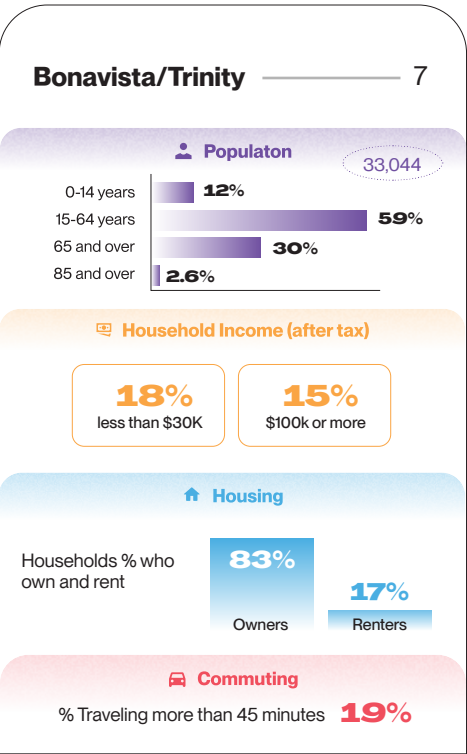 Bonavista/Trinity 7
Populaton
33,044
0-14 years 12%
15-64 years 59%
65 and over 30%
85 and over 2.6%
Household Income (after tax)
18% 15%
less than $30K $100k or more
Housing
Households % who
own and rent
83%
17%
Owners Renters
Commuting
% Traveling more than 45 minutes 19%